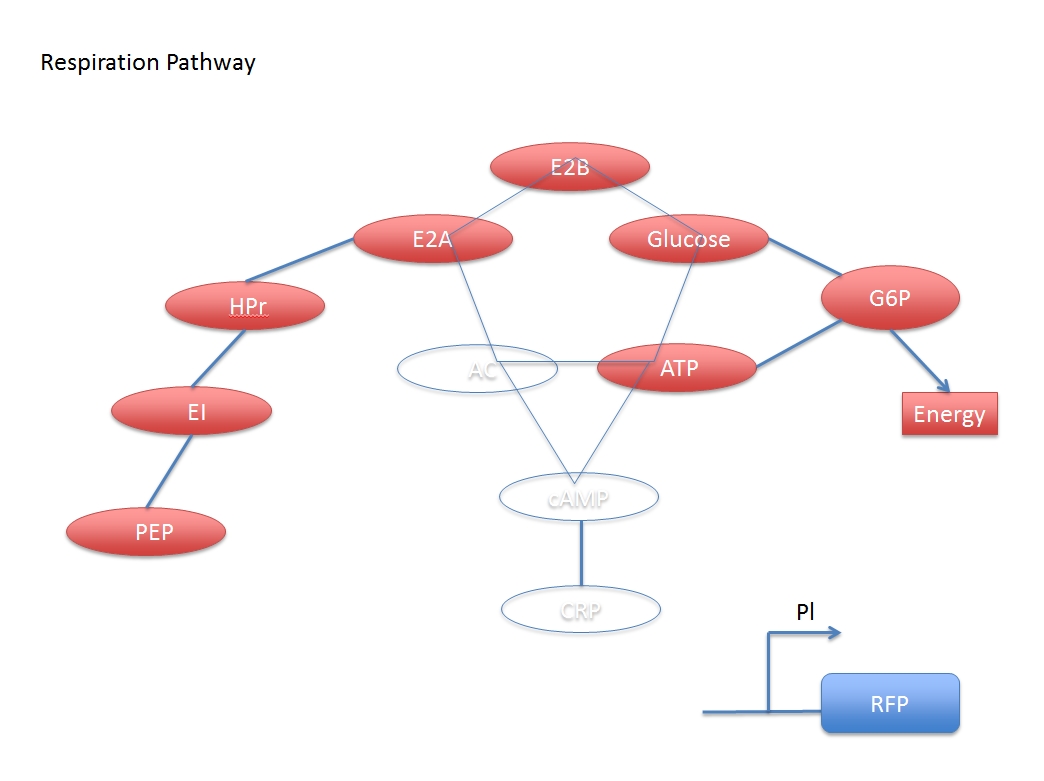 Respiration Pathway
E2B
E2A
Glucose
HPr
G6P
AC
ATP
EI
Energy
cAMP
PEP
CRP
Pl
RFP